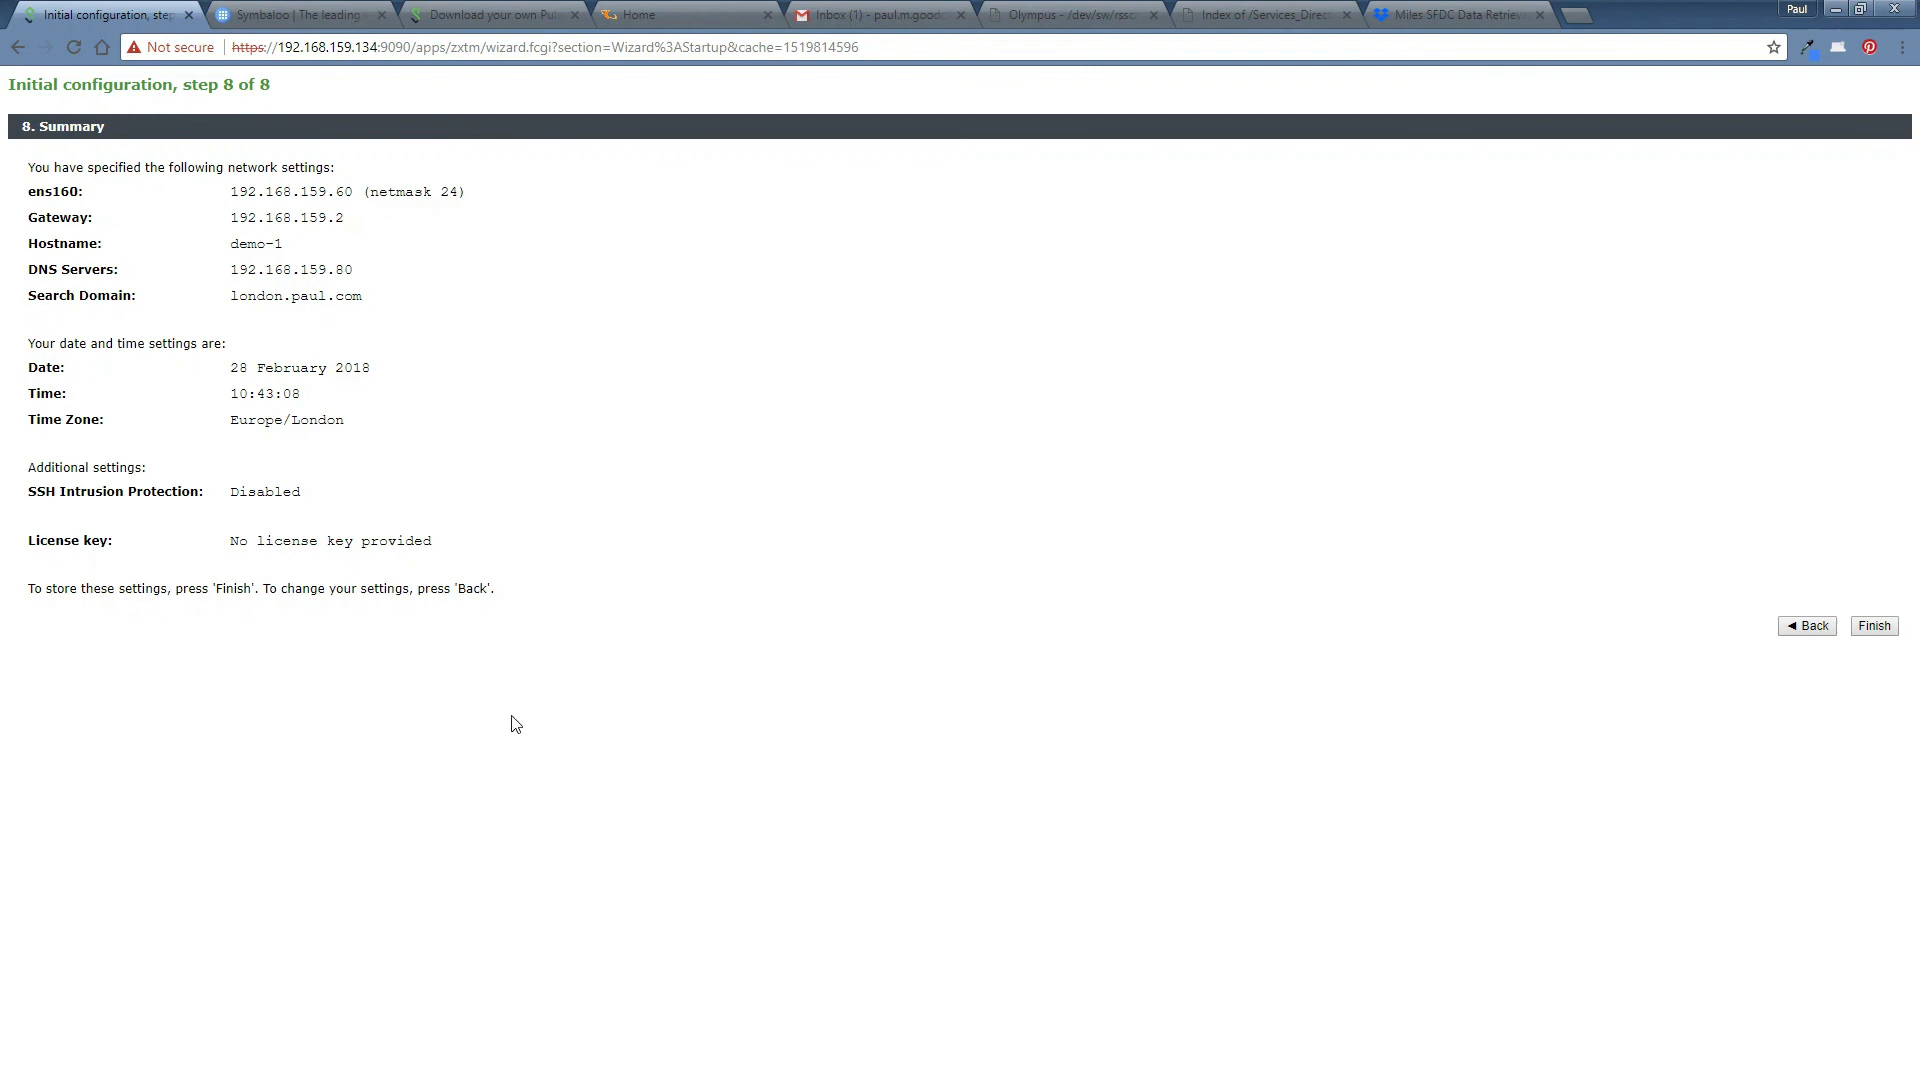 Initial configuration, step
Symbaloo | The leading
Download your own Pul
Home
Inbox (1) - paul.m.good
Olympus - /dev/sw/rssc
Index of /Services_Direct
Miles SFDC Data Retriev
Paul
Not secure
https://192.168.159.134:9090/apps/zxtm/wizard.fcgi?section=Wizard%3AStartup&cache=1519814596
Initial configuration, step 8 of 8
8. Summary
You have specified the following network settings:
ens160: 192.168.159.60 (netmask 24)
Gateway: 192.168.159.2
Hostname: demo-1
DNS Servers: 192.168.159.80
Search Domain: london.paul.com
Your date and time settings are:
Date: 28 February 2018
Time: 10:43:08
Time Zone: Europe/London
Additional settings:
SSH Intrusion Protection: Disabled
License key: No license key provided
To store these settings, press 'Finish'. To change your settings, press 'Back'.
◄ Back
Finish